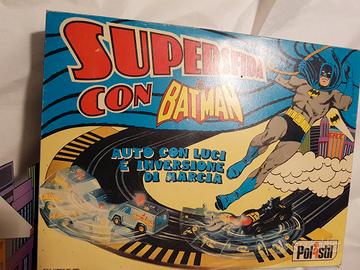 SUPERSFIDA
CON BATMAN
AUTO CON LUCI
E INVERSIONE
DI MARCIA
Polistil